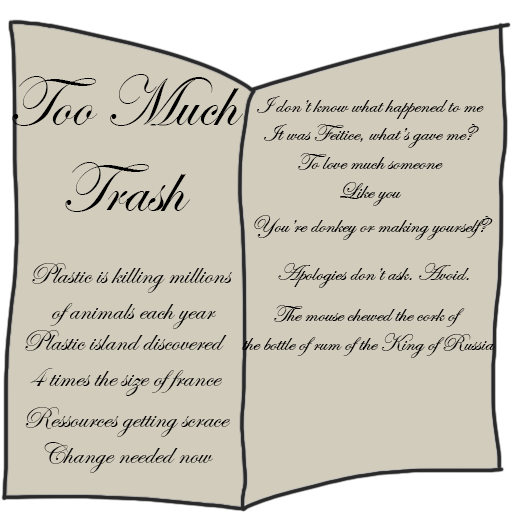 Too Much
Trash
Plastic is killing millions
of animals each year
Plastic island discovered
4 times the size of france
Ressources getting scrace
Change needed now
I don't know what happened to me
It was Feitice, what's gave me?
To love much someone
Like you
You're donkey or making yourself?
Apologies don't ask. Avoid.
The mouse chewed the cork of
the bottle of rum of the King of Russia